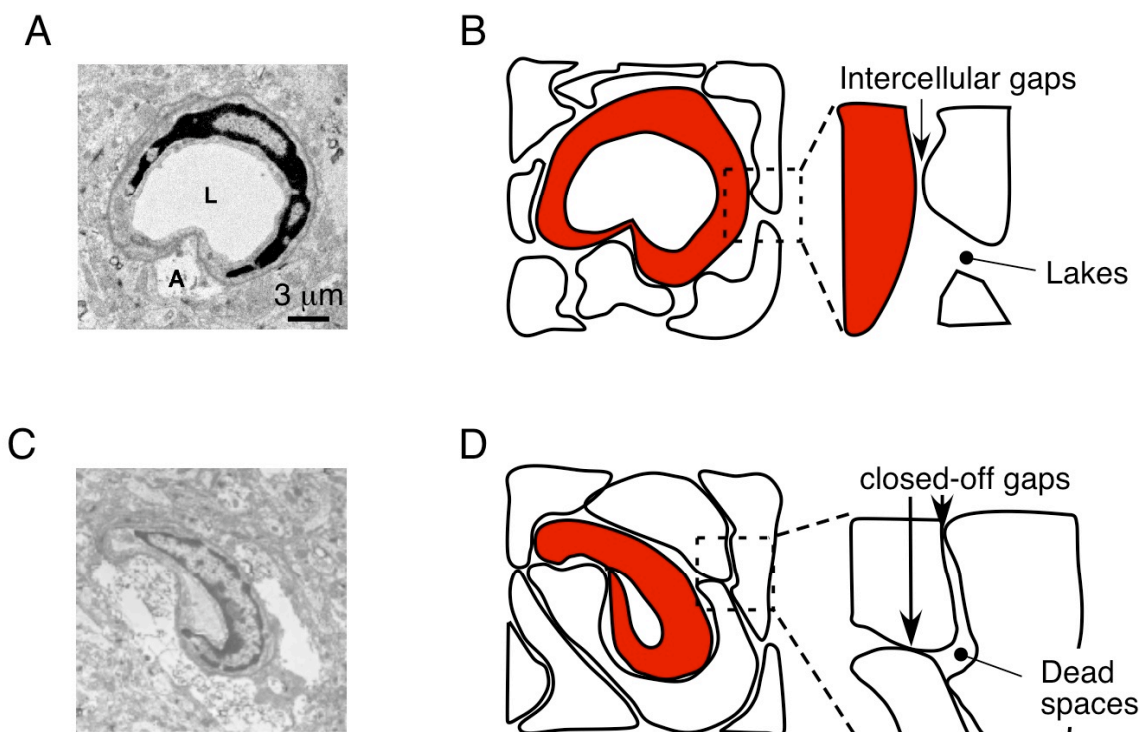 A
B
L
A
3 μm
Intercellular gaps
Lakes
C
D
closed-off gaps
Dead
spaces